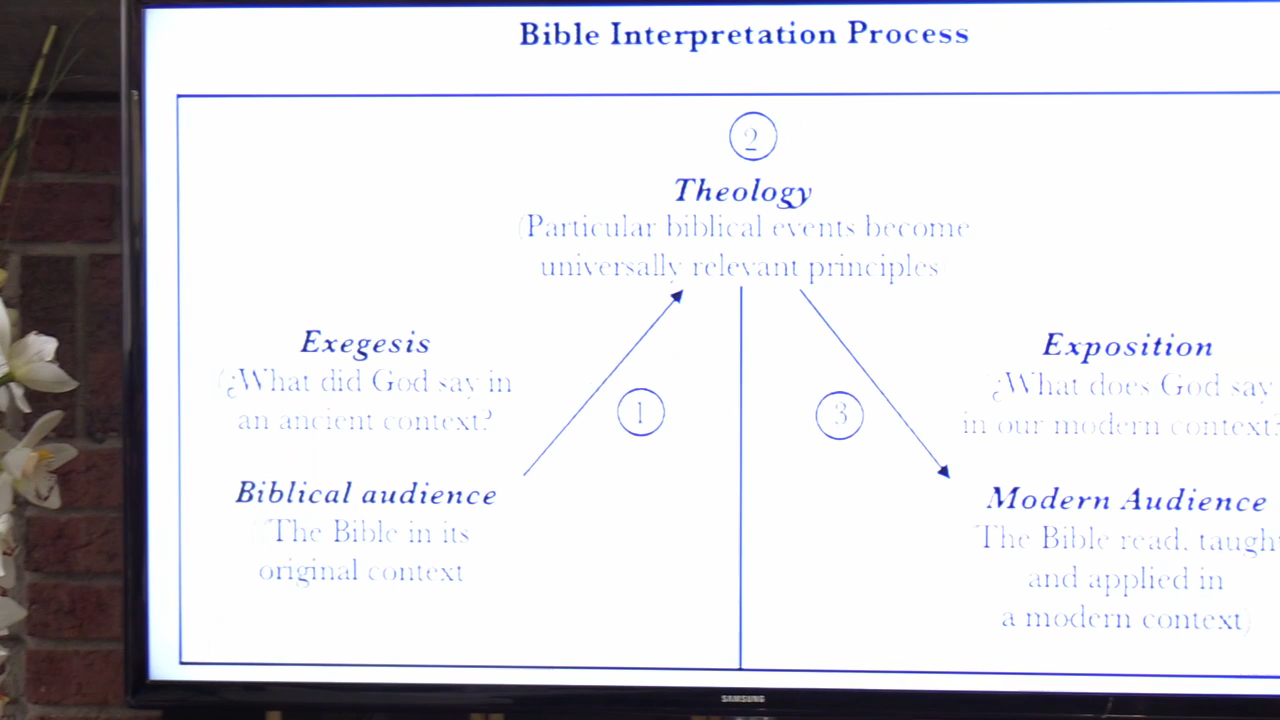 Bible Interpretation Process
2
Theology
(Particular biblical events become
universally relevant principles)
Exegesis
(¿What did God say in
an ancient context?
1
Biblical audience
(The Bible in its
original context
3
Exposition
¿What does God say
in our modern context?
Modern Audience
The Bible read, taugh
and applied in
a modern context)
SAMSUNG